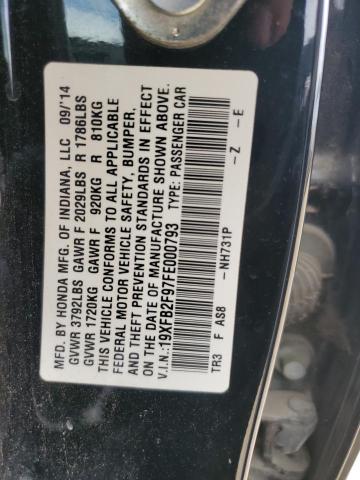 MFD. BY HONDA MFG. OF INDIANA, LLC 09/'14
GVWR 3792LBS GAWR F 2029LBS R 1786LBS
GVWR 1720KG GAWR F 920KG R 810KG
THIS VEHICLE CONFORMS TO ALL APPLICABLE
FEDERAL MOTOR VEHICLE SAFETY, BUMPER,
AND THEFT PREVENTION STANDARDS IN EFFECT
ON THE DATE OF MANUFACTURE SHOWN ABOVE.
V.I.N.: 19XFB2F97FE000793 TYPE: PASSENGER CAR
TR3 F AS8 -NH731P -Z -E